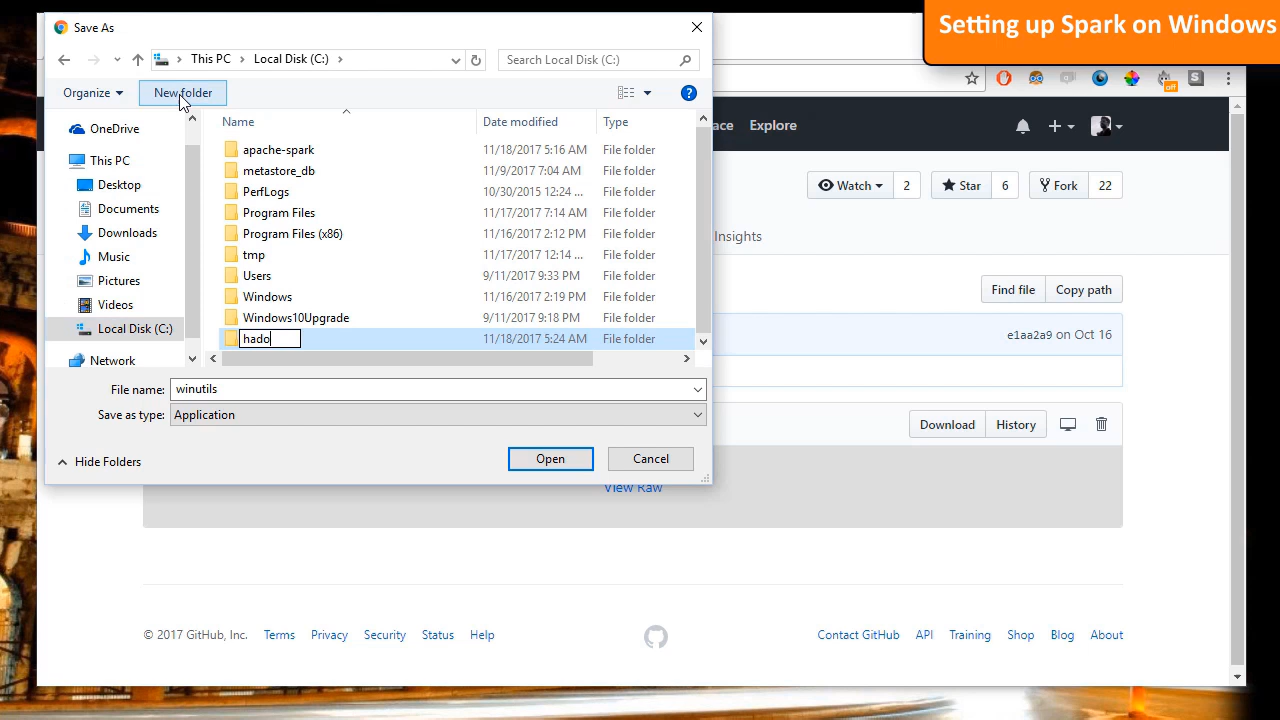 Setting up Spark on Windows
Save As
This PC
Local Disk (C:)
Search Local Disk (C:)
Organize
New folder
Name
Date modified
Type
OneDrive
This PC
Desktop
Documents
Downloads
Music
Pictures
Videos
Local Disk (C:)
Network
apache-spark 11/18/2017 5:16 AM File folder
metastore_db 11/9/2017 7:04 AM File folder
PerfLogs 10/30/2015 12:24 ... File folder
Program Files 11/17/2017 7:14 AM File folder
Program Files (x86) 11/16/2017 2:12 PM File folder
tmp 11/17/2017 12:14 ... File folder
Users 9/11/2017 9:33 PM File folder
Windows 11/16/2017 2:19 PM File folder
Windows10Upgrade 9/11/2017 9:18 PM File folder
hado 11/18/2017 5:24 AM File folder
File name: winutils
Save as type: Application
Hide Folders
Open
Cancel
off
S
Explore
Watch 2
Star 6
Fork 22
Insights
Find file
Copy path
e1aa2a9 on Oct 16
Download
History
View Raw
© 2017 GitHub, Inc. Terms Privacy Security Status Help
Contact GitHub API Training Shop Blog About